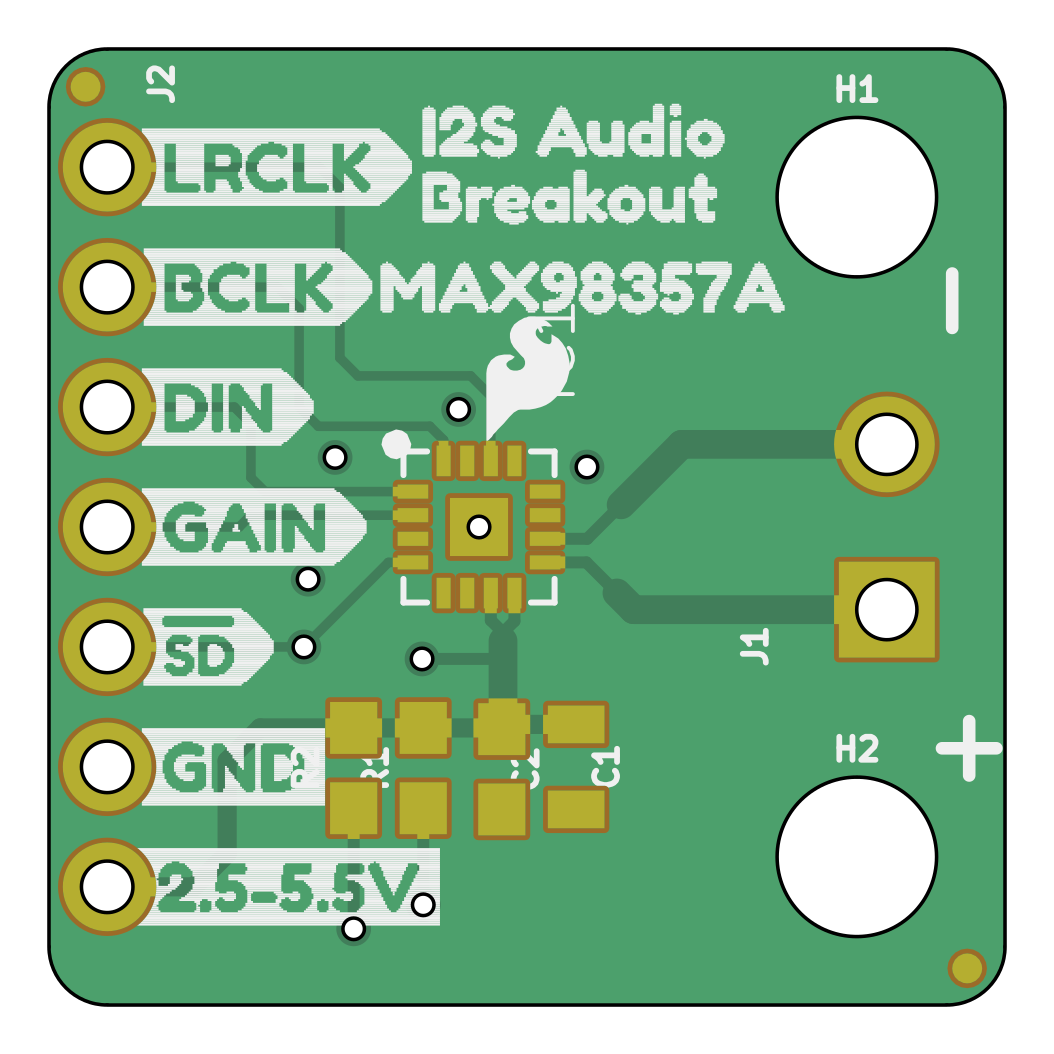 J2
H1
I2S Audio
Breakout
LRCLK
BCLK
MAX98357A
DIN
GAIN
SD
J1
GND
R2
R1
C2
C1
H2
+
2.5-5.5V